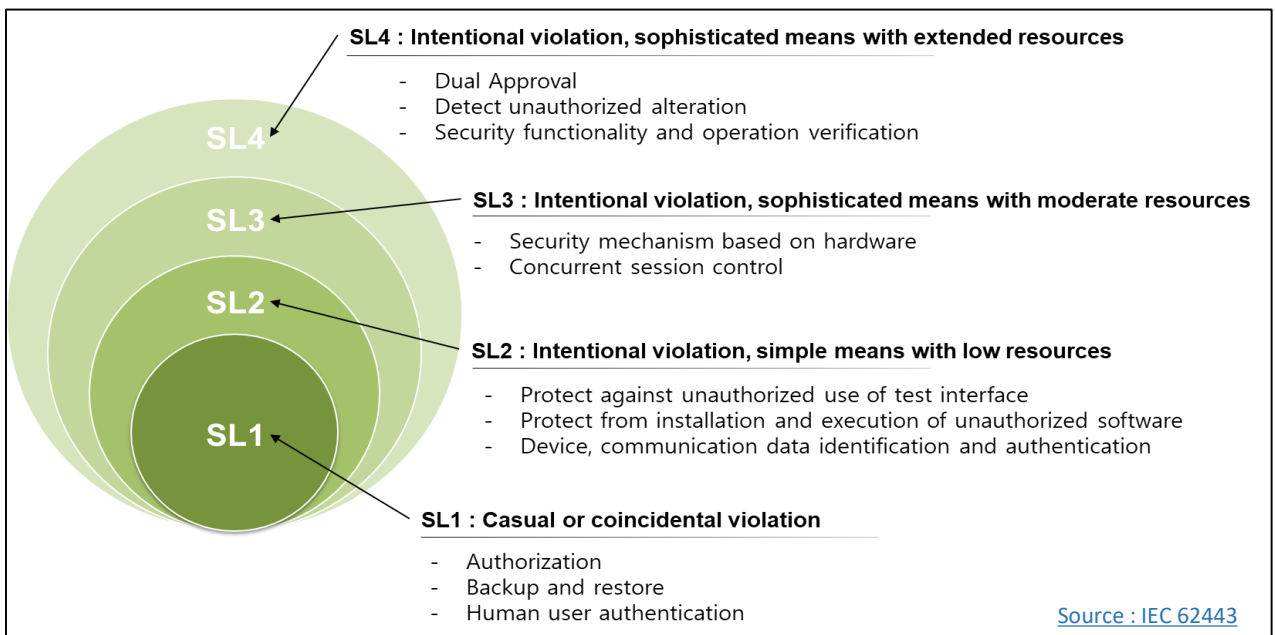 SL4 : Intentional violation, sophisticated means with extended resources
- Dual Approval
- Detect unauthorized alteration
- Security functionality and operation verification
SL4
SL3 : Intentional violation, sophisticated means with moderate resources
- Security mechanism based on hardware
- Concurrent session control
SL3
SL2 : Intentional violation, simple means with low resources
- Protect against unauthorized use of test interface
- Protect from installation and execution of unauthorized software
- Device, communication data identification and authentication
SL2
SL1 : Casual or coincidental violation
- Authorization
- Backup and restore
- Human user authentication
SL1
Source : IEC 62443